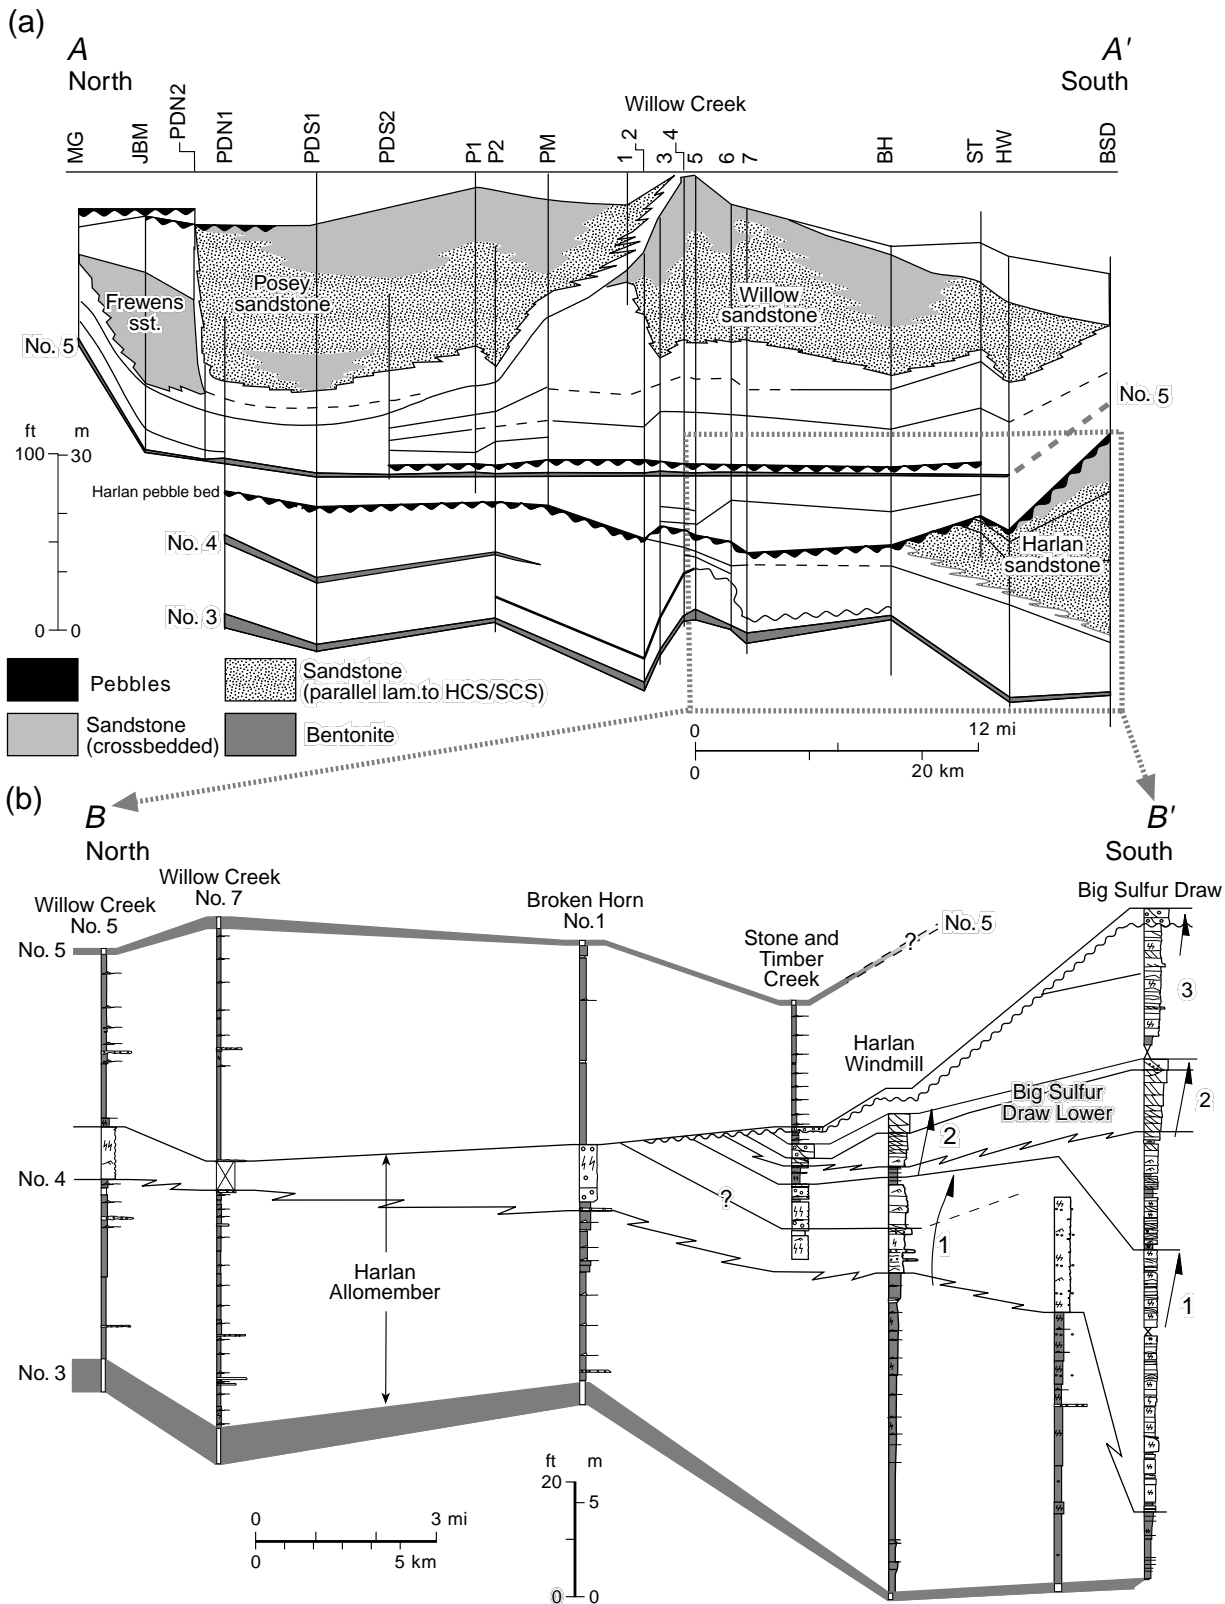 (a)
A
North
A'
South
Willow Creek
MG
JBM
PDN2
PDN1
PDS1
PDS2
P1
P2
PM
1
2
3
4
5
6
7
BH
ST
HW
BSD
Frewens
sst.
Posey
sandstone
Willow
sandstone
No. 5
No. 5
ft m
100 30
Harlan pebble bed
No. 4
Harlan
sandstone
No. 3
0 0
Pebbles
Sandstone
(parallel lam.to HCS/SCS)
Sandstone
(crossbedded)
Bentonite
0 12 mi
0 20 km
(b)
B
North
B'
South
Willow Creek
No. 5
Willow Creek
No. 7
Broken Horn
No.1
Stone and
Timber
Creek
Harlan
Windmill
Big Sulfur Draw
No. 5
? No. 5
3
Big Sulfur
Draw Lower
2
2
No. 4
?
1
1
Harlan
Allomember
No. 3
ft m
20
5
0 0
0 3 mi
0 5 km